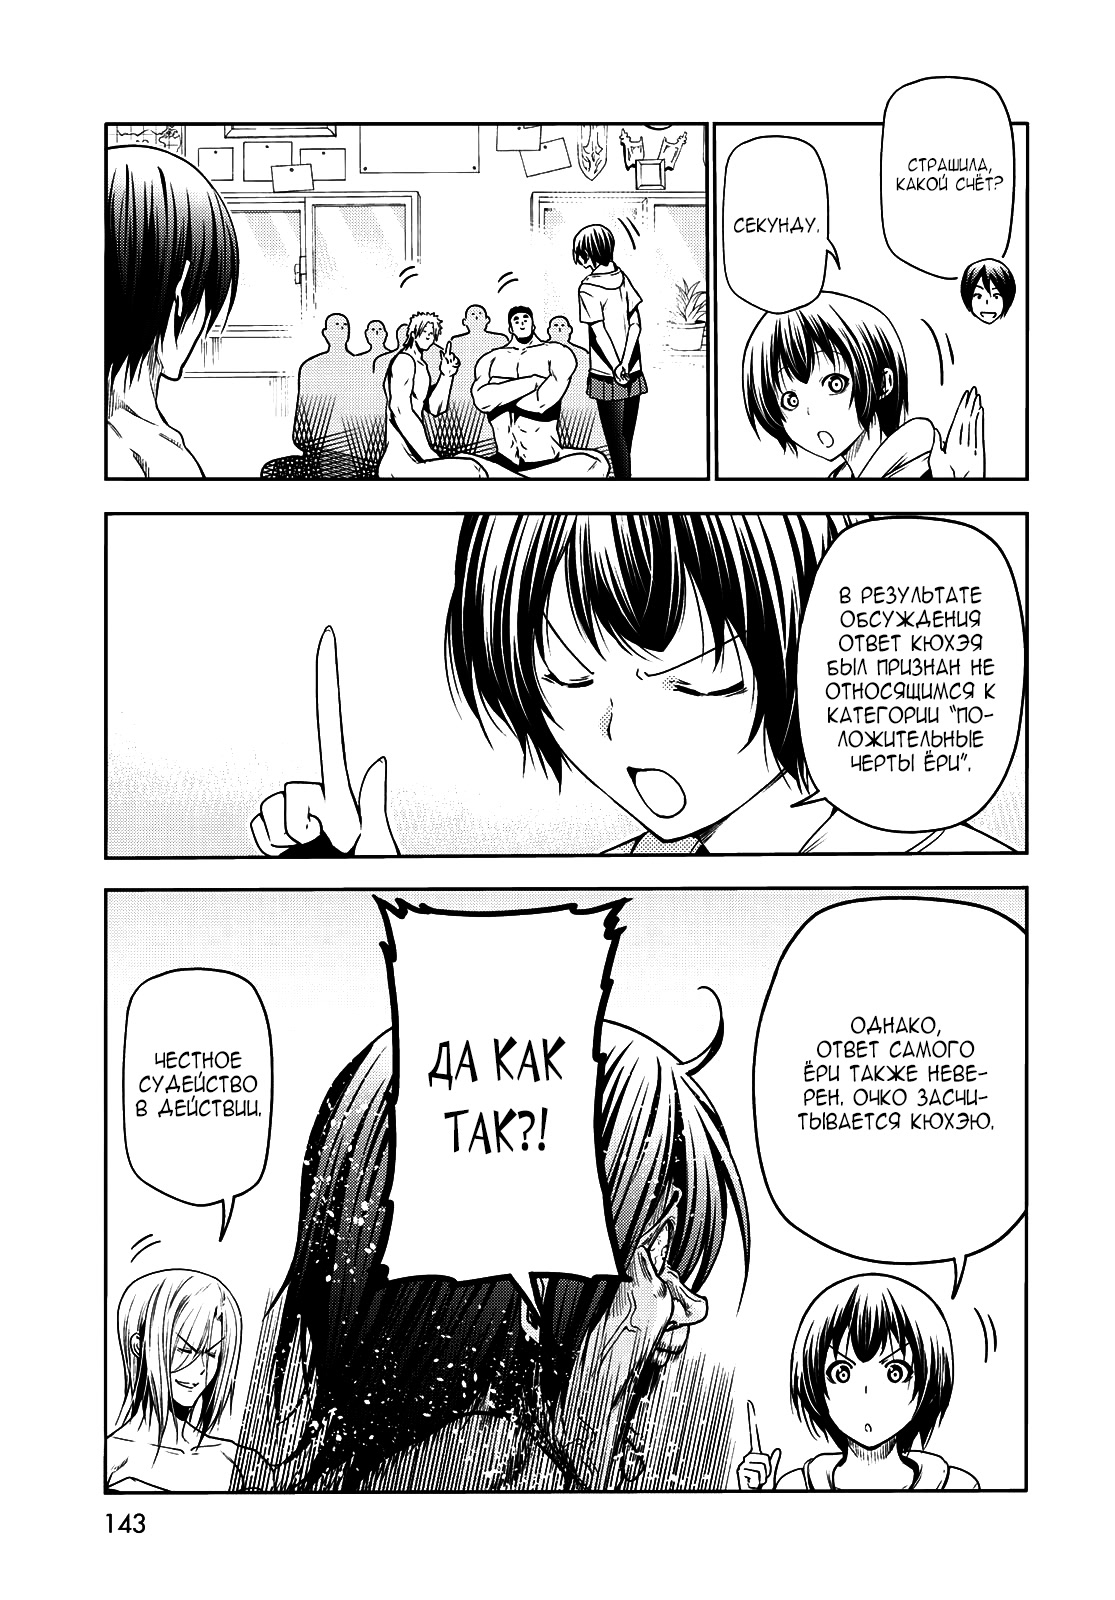 СТРАШИЛА,
КАКОЙ СЧЁТ?
СЕКУНДУ.
В РЕЗУЛЬТАТЕ
ОБСУЖДЕНИЯ
ОТВЕТ КЮХЭЯ
БЫЛ ПРИЗНАН НЕ
ОТНОСЯЩИМСЯ К
КАТЕГОРИИ "ПО-
ЛОЖИТЕЛЬНЫЕ
ЧЕРТЫ ЁРИ".
ОДНАКО,
ОТВЕТ САМОГО
ЁРИ ТАКЖЕ НЕВЕ-
РЕН. ОЧКО ЗАСЧИ-
ТЫВАЕТСЯ КЮХЭЮ.
ДА КАК
ТАК?!
ЧЕСТНОЕ
СУДЕЙСТВО
В ДЕЙСТВИИ.
143